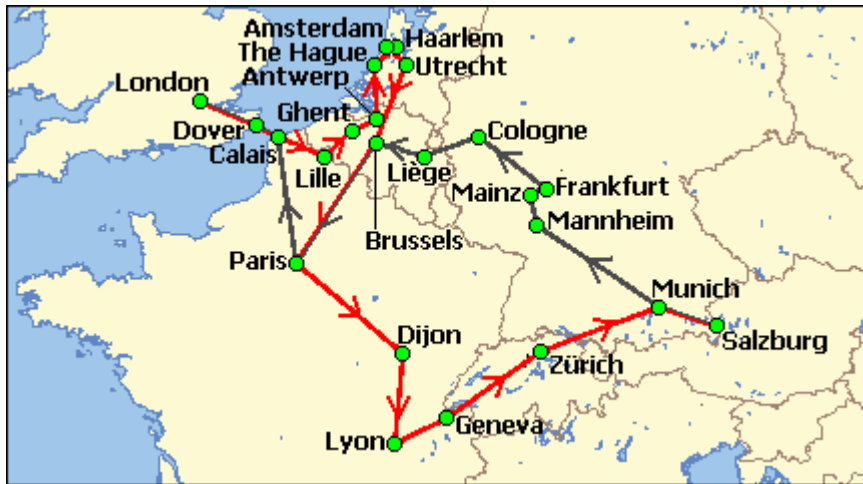 Amsterdam
Haarlem
The Hague
Utrecht
Antwerp
London
Ghent
Dover
Cologne
Calais
Lille
Liège
Mainz
Frankfurt
Mannheim
Brussels
Paris
Munich
Dijon
Salzburg
Zürich
Geneva
Lyon